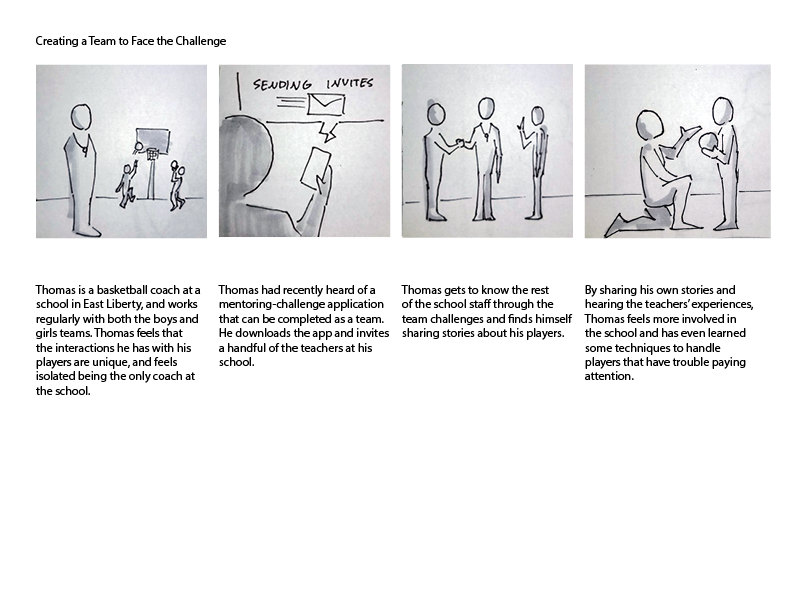 Creating a Team to Face the Challenge
SENDING INVITES
Thomas is a basketball coach at a
school in East Liberty, and works
regularly with both the boys and
girls teams. Thomas feels that
the interactions he has with his
players are unique, and feels
isolated being the only coach at
the school.
Thomas had recently heard of a
mentoring-challenge application
that can be completed as a team.
He downloads the app and invites
a handful of the teachers at his
school.
Thomas gets to know the rest
of the school staff through the
team challenges and finds himself
sharing stories about his players.
By sharing his own stories and
hearing the teachers' experiences,
Thomas feels more involved in
the school and has even learned
some techniques to handle
players that have trouble paying
attention.